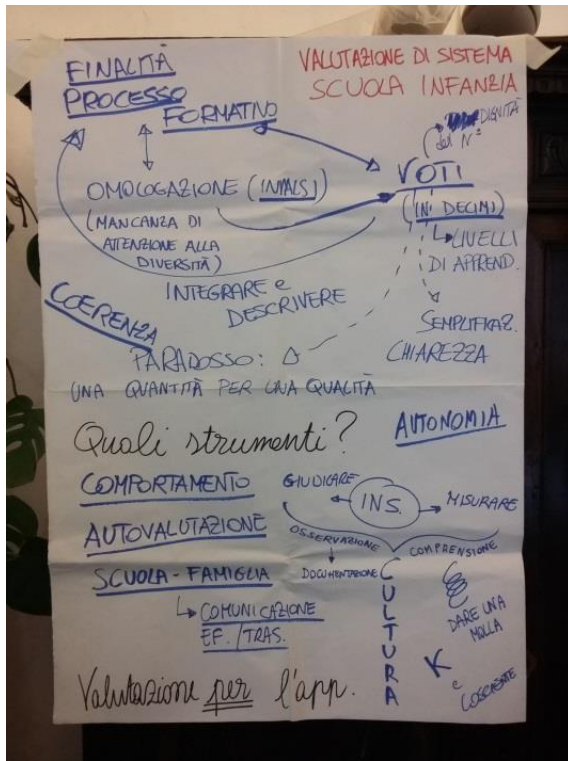 FINALITÀ
PROCESSO
FORMATIVO
VALUTAZIONE DI SISTEMA
SCUOLA INFANZIA
DIGNITÀ
dei N°
VOTI
(IN DECIMI)
LIVELLI
DI APPREND.
OMOLOGAZIONE (INVALSI)
(MANCANZA DI
ATTENZIONE ALLA
DIVERSITÀ)
INTEGRARE e
DESCRIVERE
COERENZA
SEMPLIFICAZ.
CHIAREZZA
PARADOSSO:
UNA QUANTITÀ PER UNA QUALITÀ
Quali strumenti?
AUTONOMIA
COMPORTAMENTO
AUTOVALUTAZIONE
SCUOLA-FAMIGLIA
COMUNICAZIONE
EF./TRAS.
GIUDICARE
INS.
MISURARE
OSSERVAZIONE
COMPRENSIONE
DOCUMENTAZIONE
CULTURA
DARE UNA
MOLLA
K e
Valutazione per l'app.